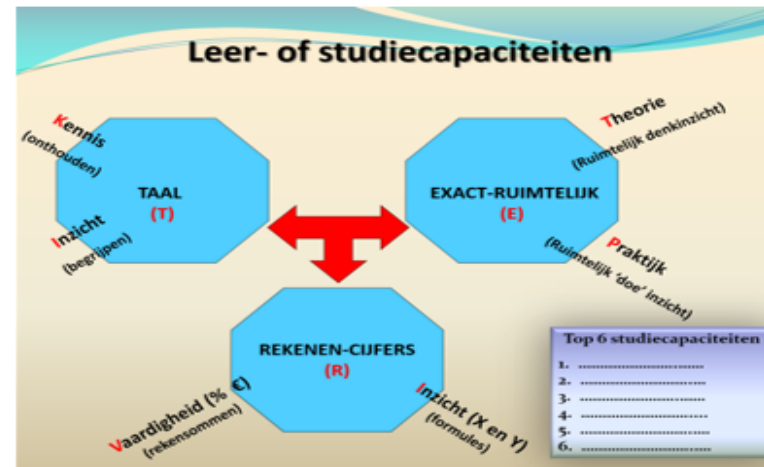 Leer- of studiecapaciteiten
Kennis
(onthouden)
TAAL
(T)
Inzicht
(begrijpen)
Theorie
(Ruimtelijk denkinzicht)
EXACT-RUIMTELIJK
(E)
Praktijk
(Ruimtelijk 'doe' inzicht)
REKENEN-CIJFERS
(R)
Vaardigheid (% €)
(rekensommen)
Inzicht (X en Y)
(formules)
Top 6 studiecapaciteiten
1. ................................
2. ................................
3. ................................
4. ................................
5. ................................
6. ................................